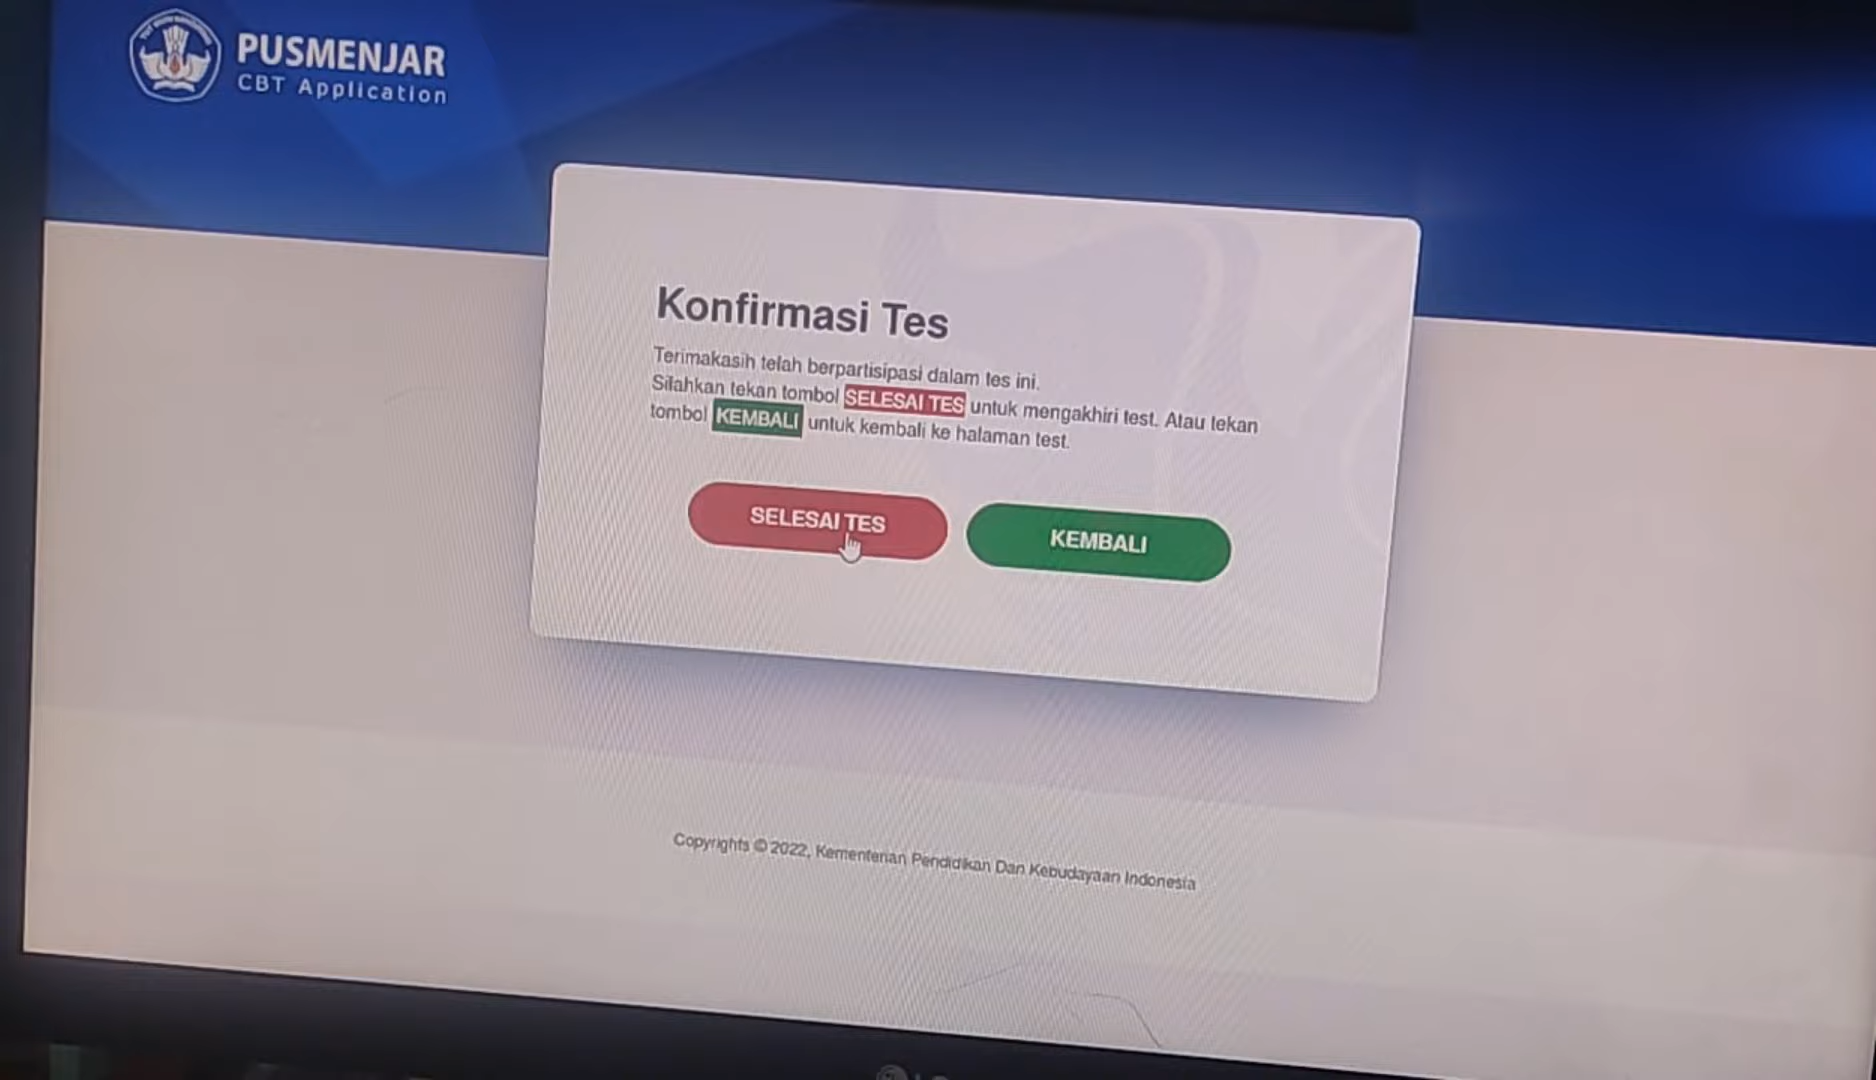 PUSMENJAR
CBT Application
Konfirmasi Tes
Terimakasih telah berpartisipasi dalam tes ini.
Silahkan tekan tombol SELESAI TES untuk mengakhiri test. Atau tekan
tombol KEMBALI untuk kembali ke halaman test.
SELESAI TES
KEMBALI
Copyrights © 2022, Kementerian Pendidikan Dan Kebudayaan Indonesia